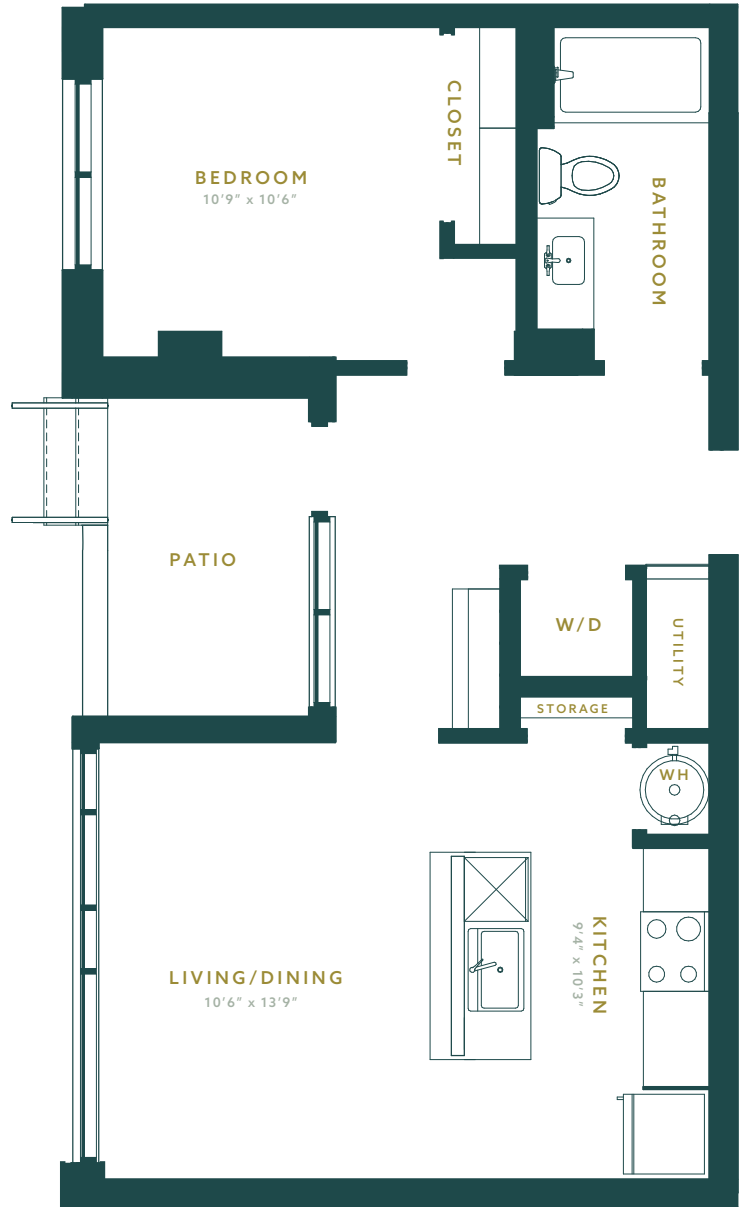 CLOSET
BEDROOM
10'9" x 10'6"
BATHROOM
PATIO
W/D
UTILITY
STORAGE
WH
KITCHEN
9'4" x 10'3"
LIVING/DINING
10'6" x 13'9"